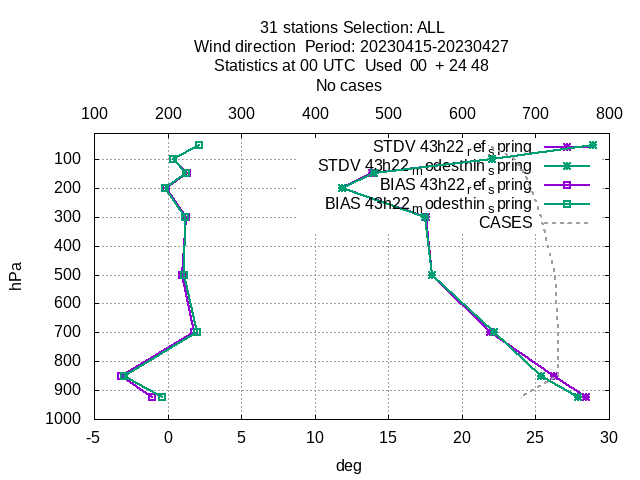 31 stations Selection: ALL
Wind direction  Period: 20230415-20230427
Statistics at 00 UTC  Used  00  + 24 48
No cases
100 200 300 400 500 600 700 800
STDV 43h22_ref_spring
STDV 43h22_modesthin_spring
BIAS 43h22_ref_spring
BIAS 43h22_modesthin_spring
CASES
100
200
300
400
500
600
700
800
900
1000
hPa
-5 0 5 10 15 20 25 30
deg